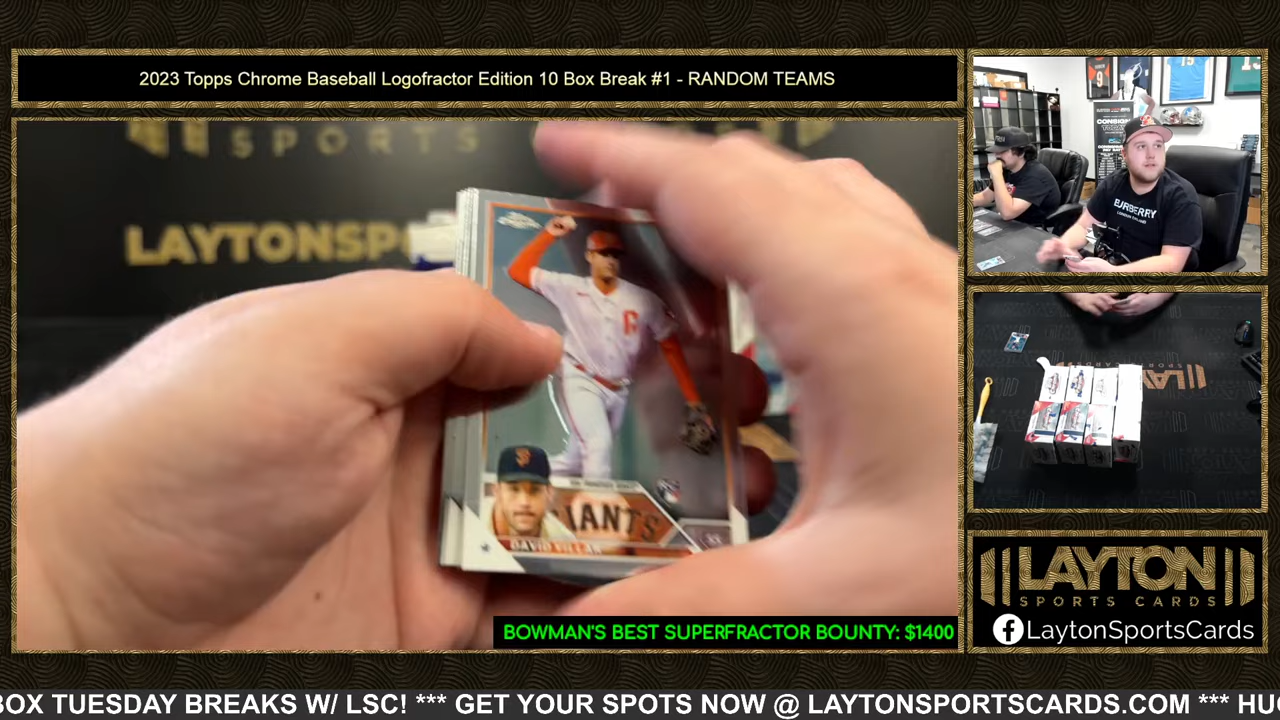 2023 Topps Chrome Baseball Logofractor Edition 10 Box Break #1 - RANDOM TEAMS
SPORTS
LAYTONSP
GIANTS
DAVID VILLAR
BURBERRY
LAYTON
SPORTS CARDS
LaytonSportsCards
BOWMAN'S BEST SUPERFRACTOR BOUNTY: $1400
BOX TUESDAY BREAKS W/ LSC! *** GET YOUR SPOTS NOW @ LAYTONSPORTSCARDS.COM *** HU